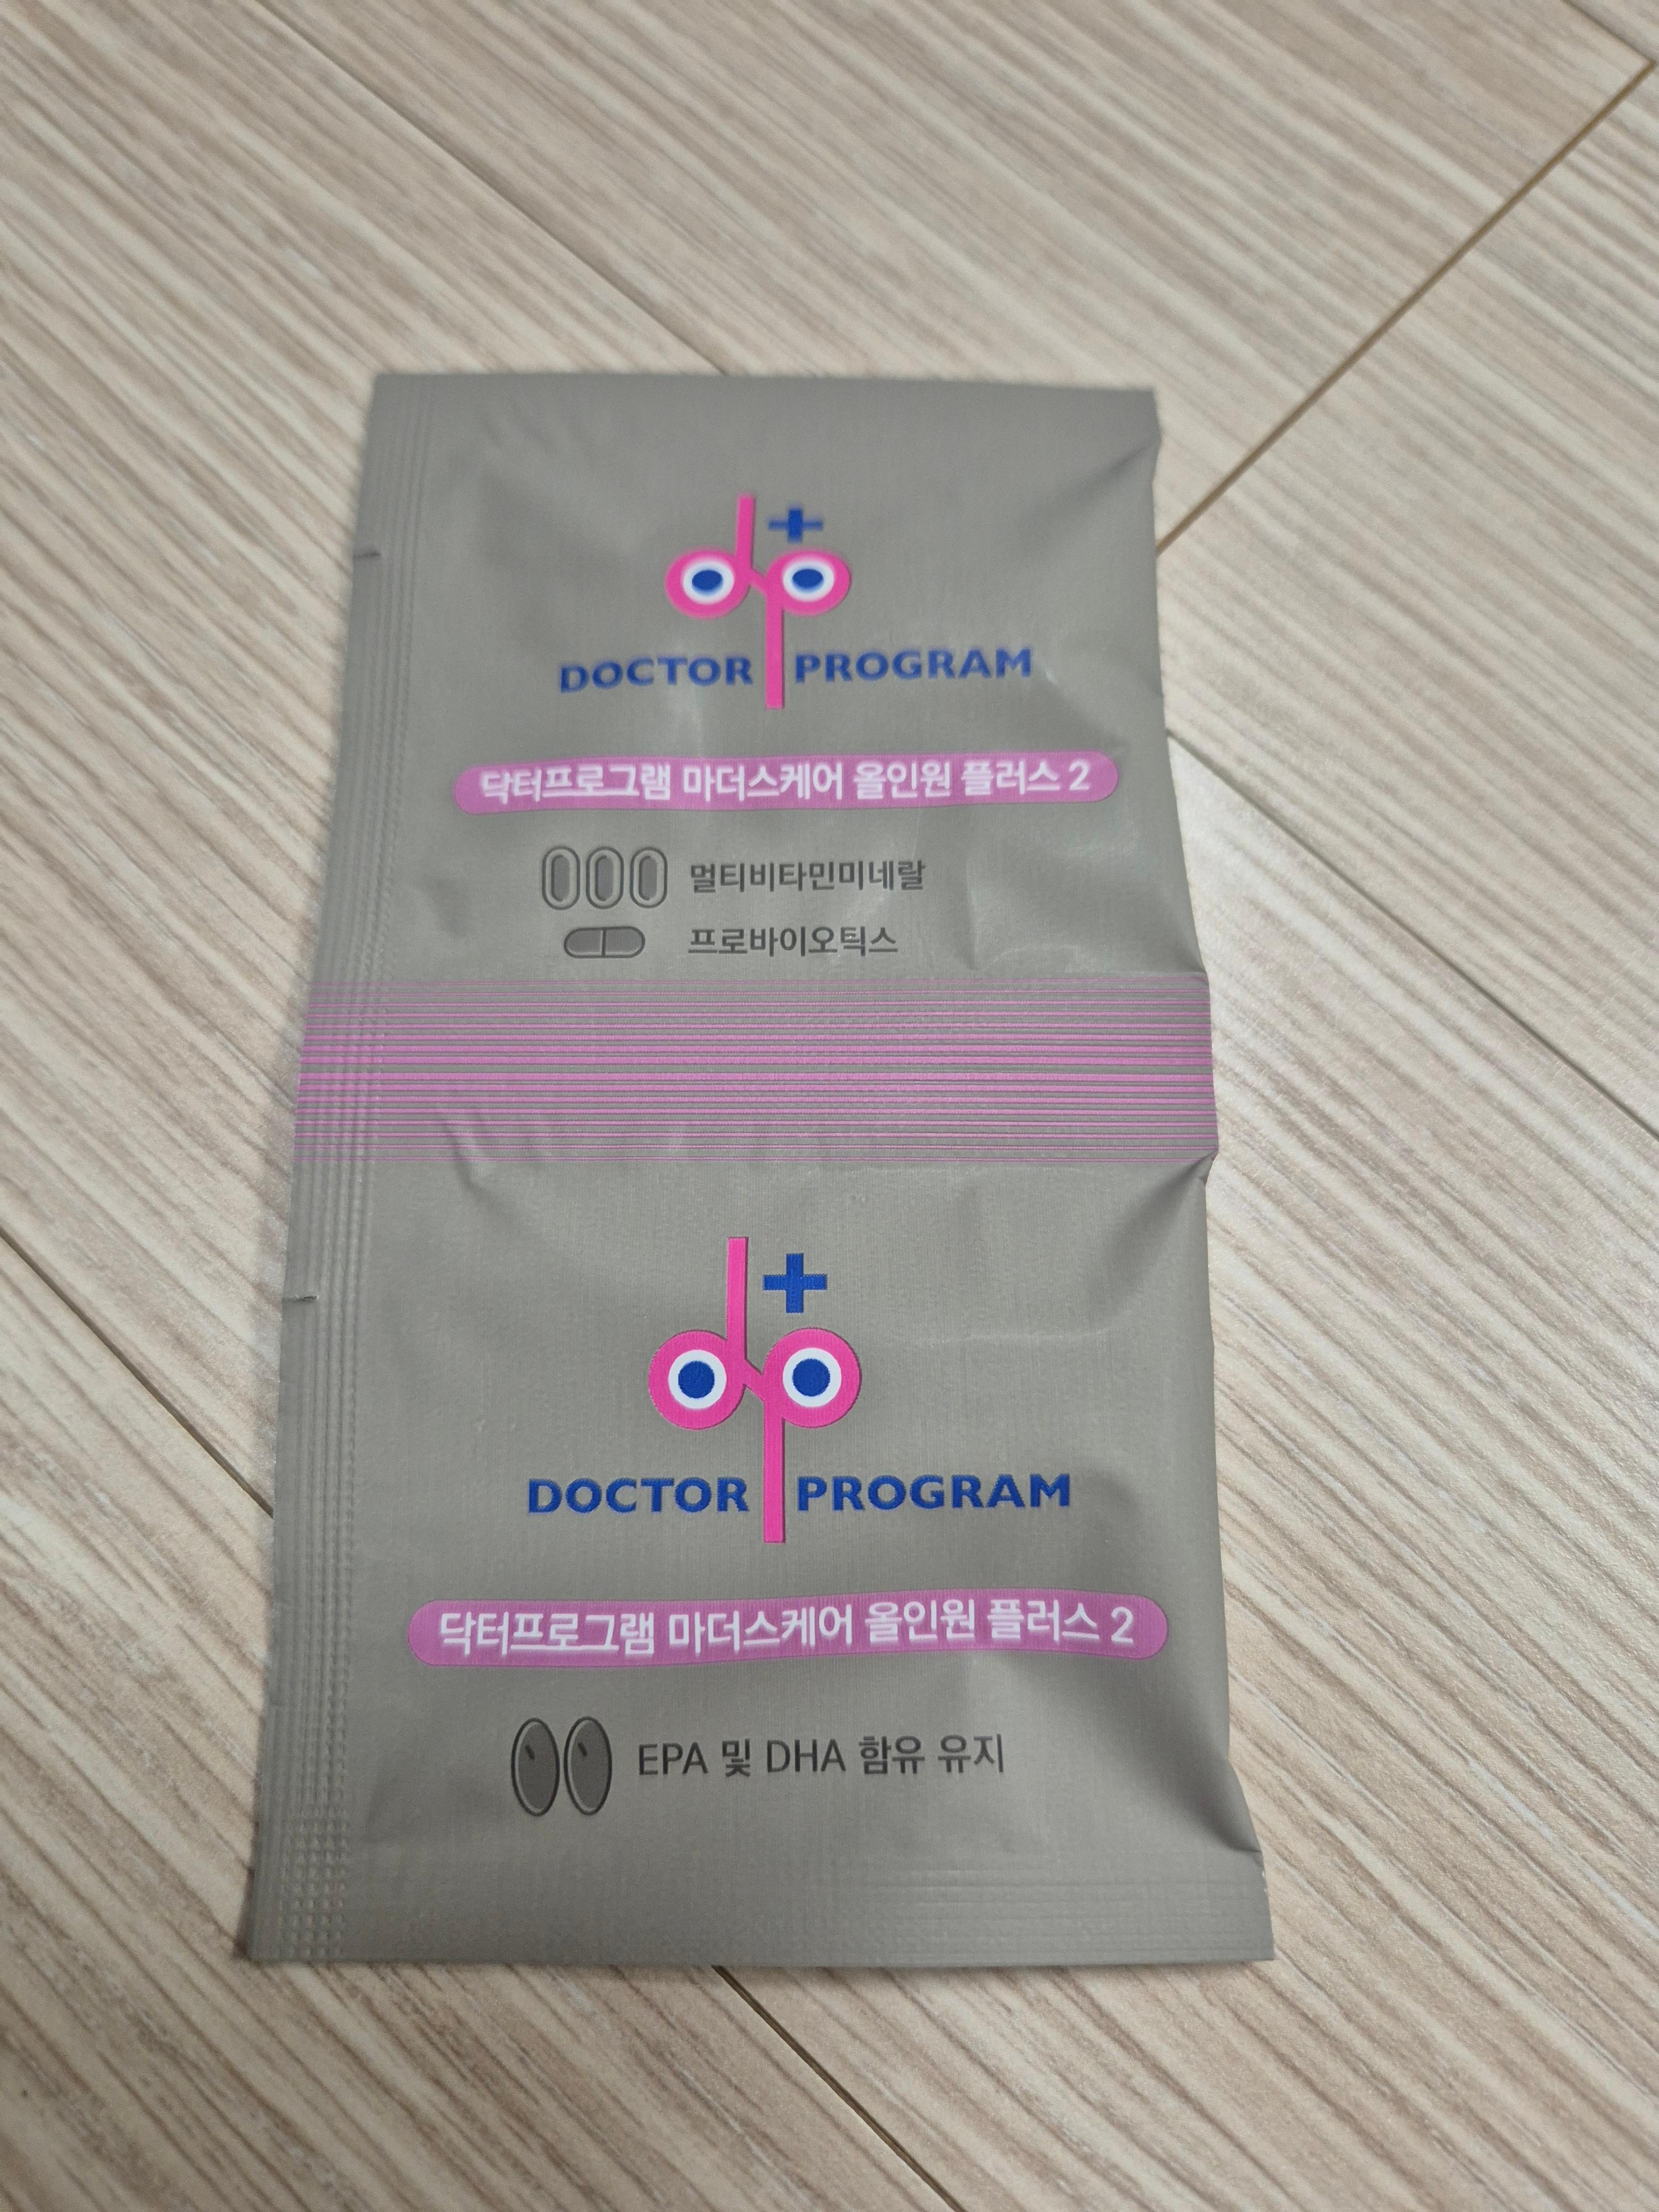 DOCTOR PROGRAM
닥터프로그램 마더스케어 올인원 플러스 2
멀티비타민미네랄
프로바이오틱스
DOCTOR PROGRAM
닥터프로그램 마더스케어 올인원 플러스 2
EPA 및 DHA 함유 유지